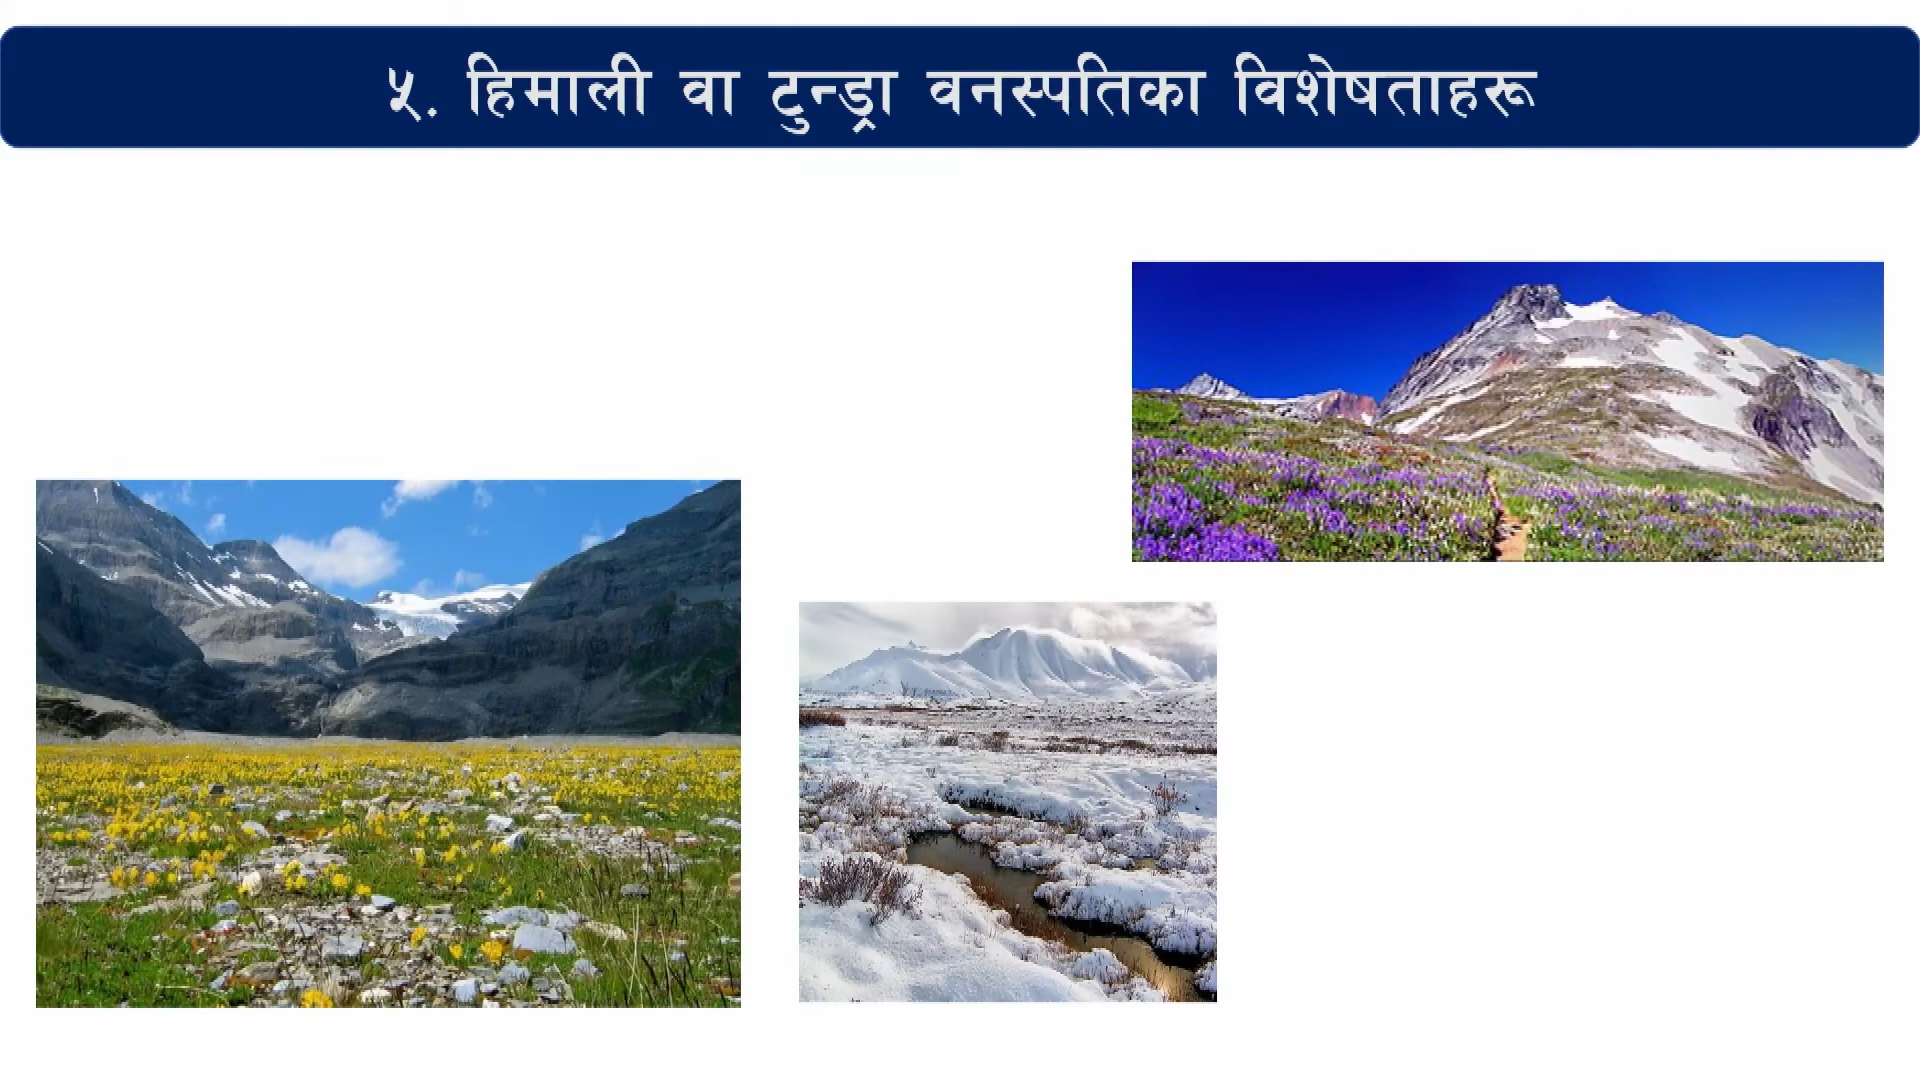 ५. हिमाली वा टुन्ड्रा वनस्पतिका विशेषताहरू